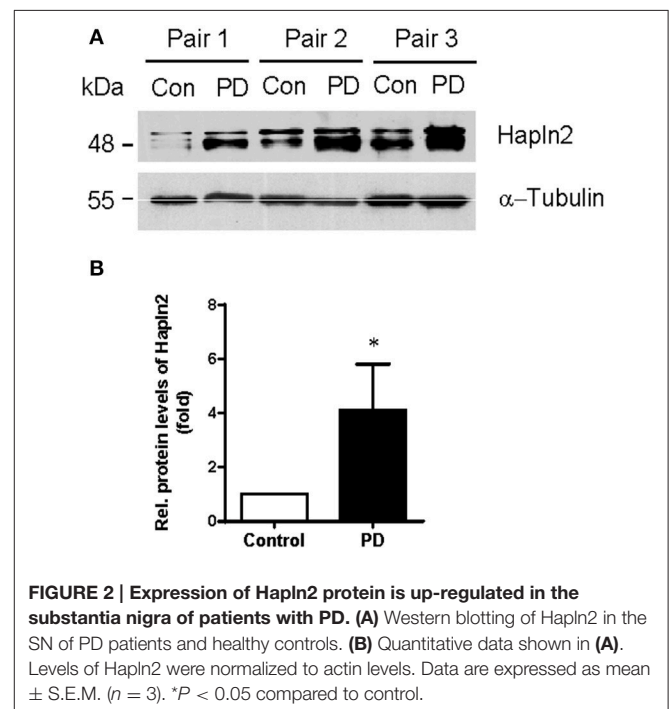 A
Pair 1 Pair 2 Pair 3
kDa Con PD Con PD Con PD
48 Hapln2
55 α–Tubulin
B
Rel. protein levels of Hapln2
(fold)
8
6
4
2
0
*
Control PD
FIGURE 2 | Expression of Hapln2 protein is up-regulated in the
substantia nigra of patients with PD. (A) Western blotting of Hapln2 in the
SN of PD patients and healthy controls. (B) Quantitative data shown in (A).
Levels of Hapln2 were normalized to actin levels. Data are expressed as mean
± S.E.M. (n = 3). *P < 0.05 compared to control.